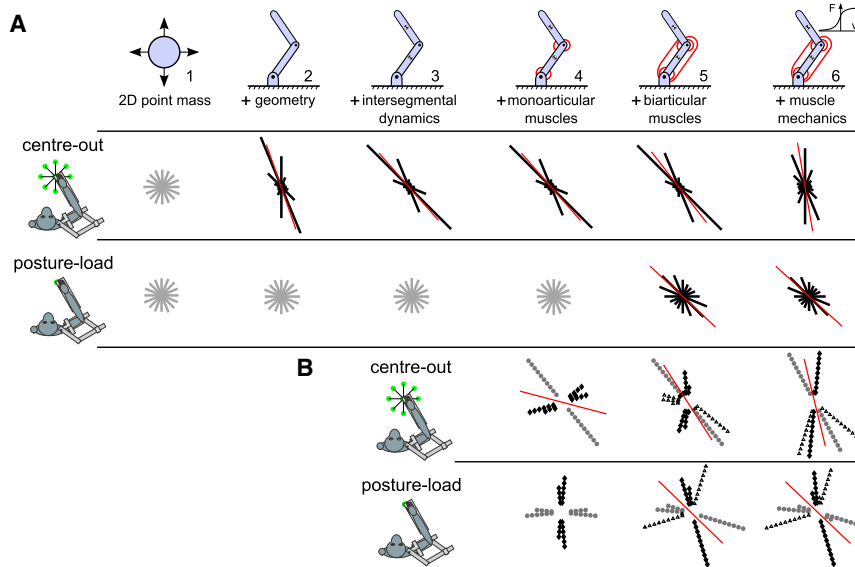 A
F
V
1
2
3
4
5
6
2D point mass
+ geometry
+ intersegmental
dynamics
+ monoarticular
muscles
+ biarticular
muscles
+ muscle
mechanics
centre-out
posture-load
B
centre-out
posture-load